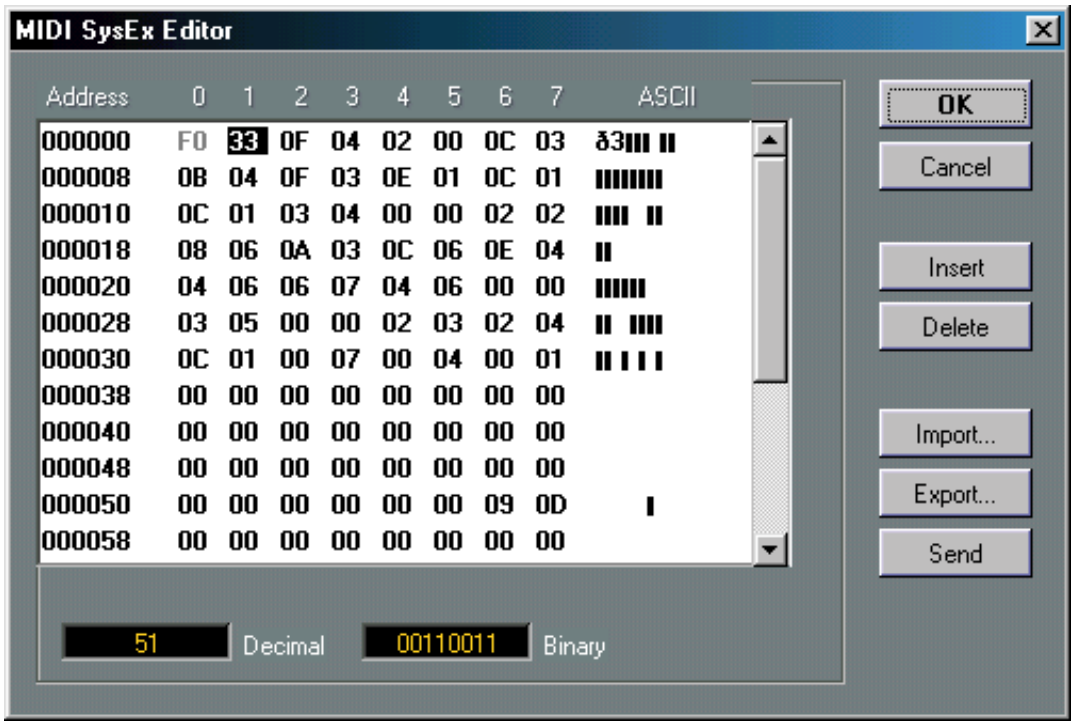 MIDI SysEx Editor
Address 0 1 2 3 4 5 6 7 ASCII
000000 F0 33 0F 04 02 00 0C 03 ð3
000008 0B 04 0F 03 0E 01 0C 01
000010 0C 01 03 04 00 00 02 02
000018 08 06 0A 03 0C 06 0E 04
000020 04 06 06 07 04 06 00 00
000028 03 05 00 00 02 03 02 04
000030 0C 01 00 07 00 04 00 01
000038 00 00 00 00 00 00 00 00
000040 00 00 00 00 00 00 00 00
000048 00 00 00 00 00 00 00 00
000050 00 00 00 00 00 00 09 0D
000058 00 00 00 00 00 00 00 00
51 Decimal 00110011 Binary
OK
Cancel
Insert
Delete
Import...
Export...
Send